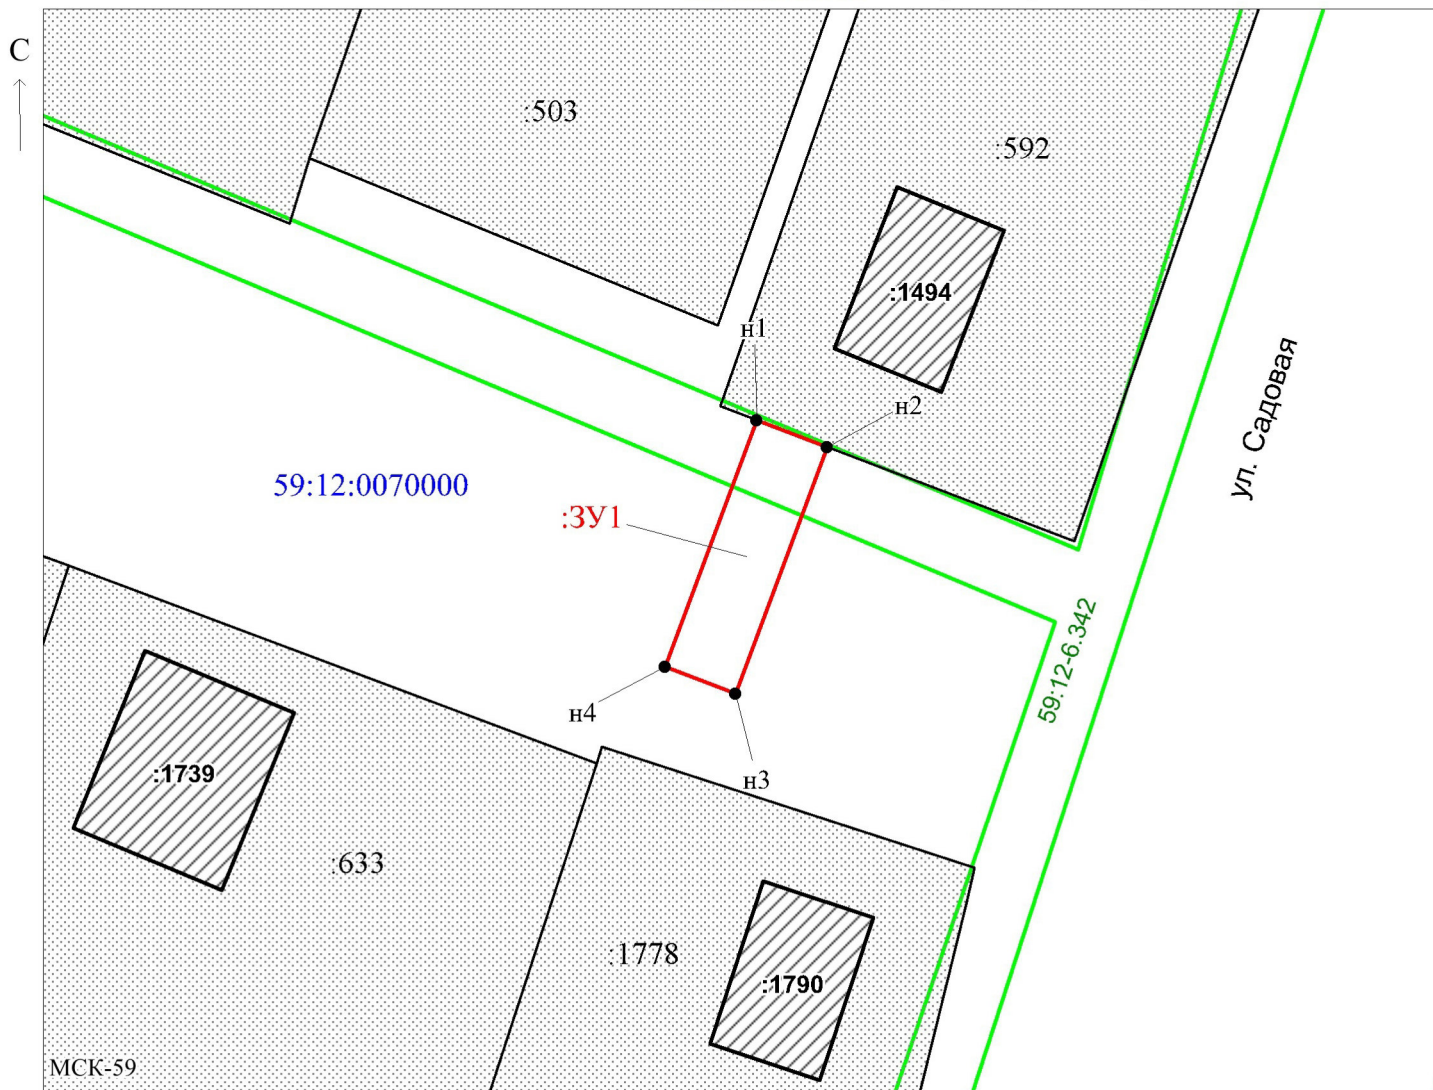 С
:503
:592
:1494
н1
н2
ул. Садовая
59:12:0070000
:ЗУ1
59:12-6.342
н4
н3
:1739
:633
:1778
:1790
МСК-59